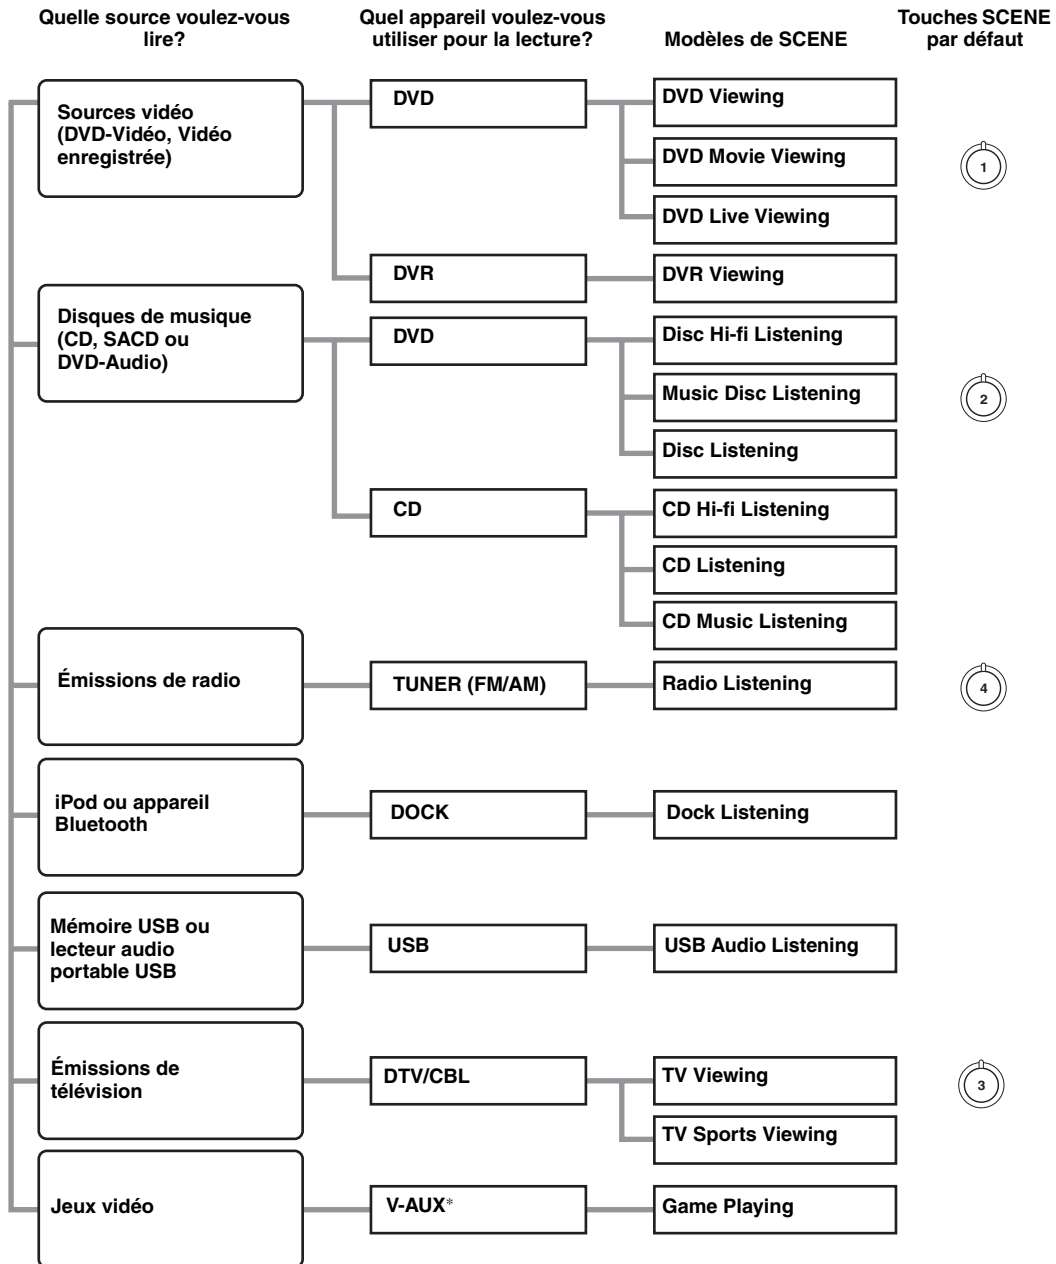 Quelle source voulez-vous
lire?
Quel appareil voulez-vous
utiliser pour la lecture?
Modèles de SCENE
Touches SCENE
par défaut
Sources vidéo
(DVD-Vidéo, Vidéo
enregistrée)
DVD
DVD Viewing
DVD Movie Viewing
1
DVD Live Viewing
DVR
DVR Viewing
Disques de musique
(CD, SACD ou
DVD-Audio)
DVD
Disc Hi-fi Listening
Music Disc Listening
2
Disc Listening
CD
CD Hi-fi Listening
CD Listening
CD Music Listening
Émissions de radio
TUNER (FM/AM)
Radio Listening
4
iPod ou appareil
Bluetooth
DOCK
Dock Listening
Mémoire USB ou
lecteur audio
portable USB
USB
USB Audio Listening
Émissions de
télévision
DTV/CBL
TV Viewing
3
TV Sports Viewing
Jeux vidéo
V-AUX*
Game Playing